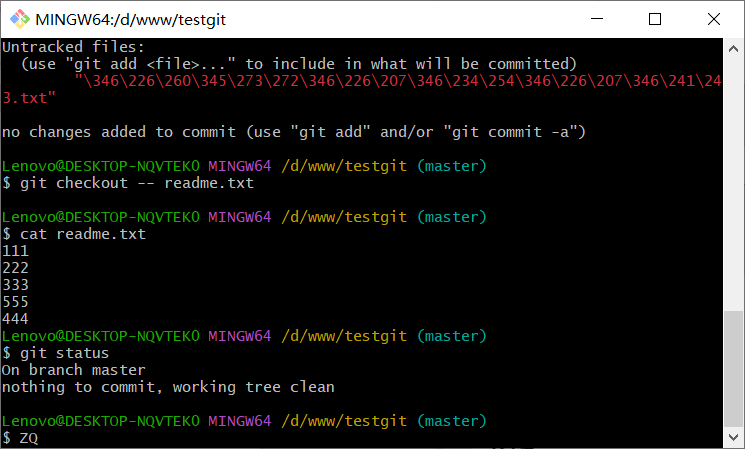 MINGW64:/d/www/testgit
Untracked files:
  (use "git add <file>..." to include in what will be committed)
        "\346\226\260\345\273\272\346\226\207\346\234\254\346\226\207\346\241\24
3.txt"
no changes added to commit (use "git add" and/or "git commit -a")
Lenovo@DESKTOP-NQVTEKO MINGW64 /d/www/testgit (master)
$ git checkout -- readme.txt
Lenovo@DESKTOP-NQVTEKO MINGW64 /d/www/testgit (master)
$ cat readme.txt
111
222
333
555
444
Lenovo@DESKTOP-NQVTEKO MINGW64 /d/www/testgit (master)
$ git status
On branch master
nothing to commit, working tree clean
Lenovo@DESKTOP-NQVTEKO MINGW64 /d/www/testgit (master)
$ ZQ